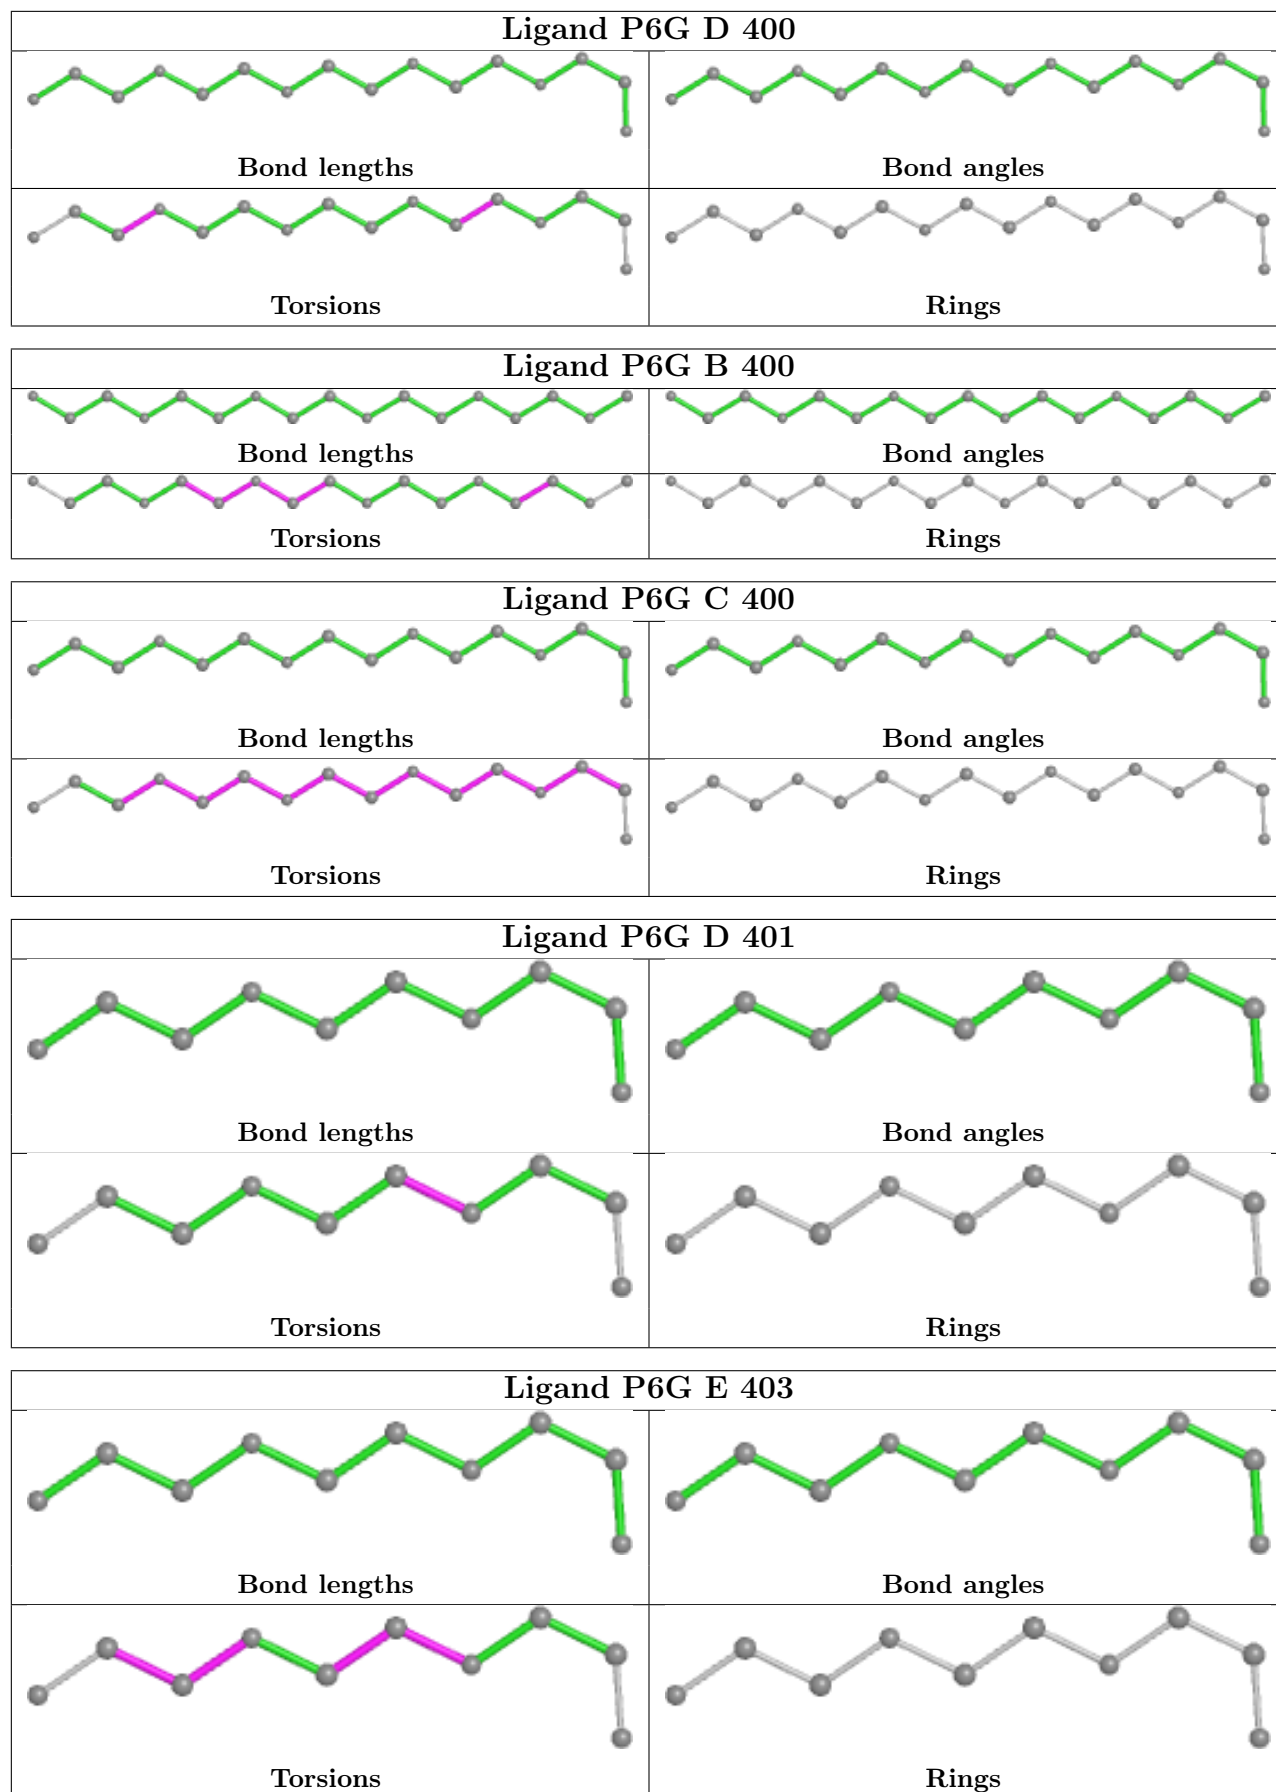 Ligand P6G D 400
Bond lengths
Bond angles
Torsions
Rings
Ligand P6G B 400
Bond lengths
Bond angles
Torsions
Rings
Ligand P6G C 400
Bond lengths
Bond angles
Torsions
Rings
Ligand P6G D 401
Bond lengths
Bond angles
Torsions
Rings
Ligand P6G E 403
Bond lengths
Bond angles
Torsions
Rings